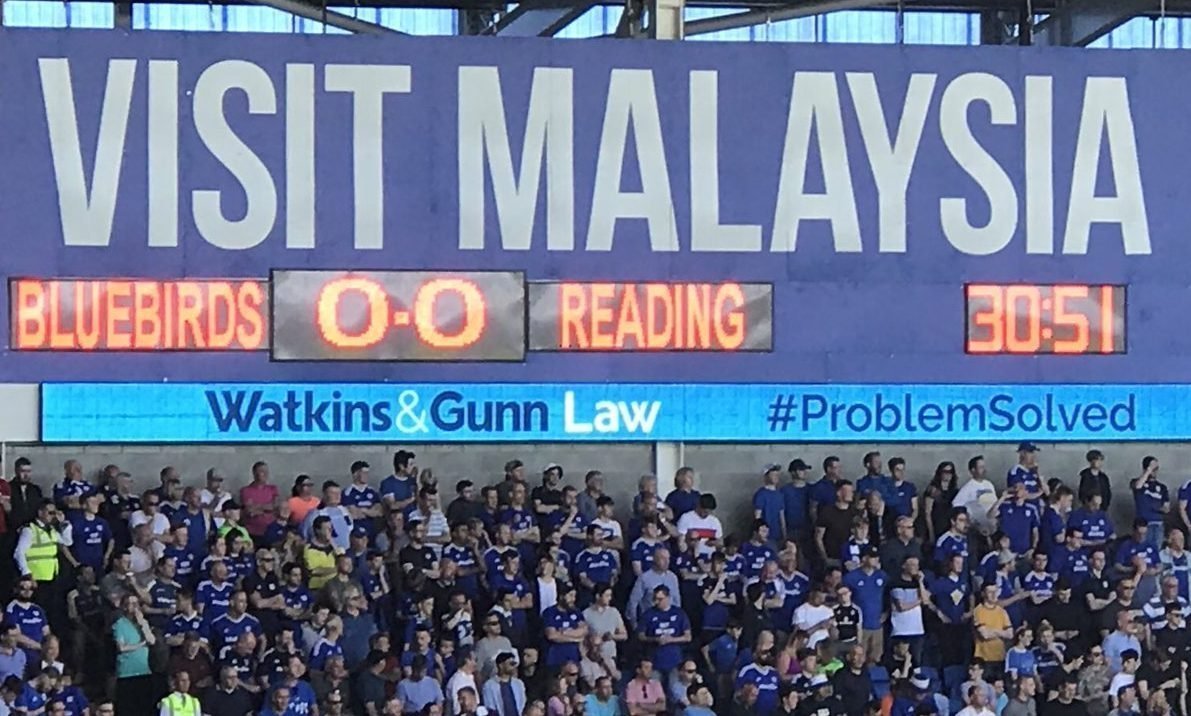 VISIT MALAYSIA
BLUEBIRDS 0-0 READING 30:51
Watkins&Gunn Law #ProblemSolved